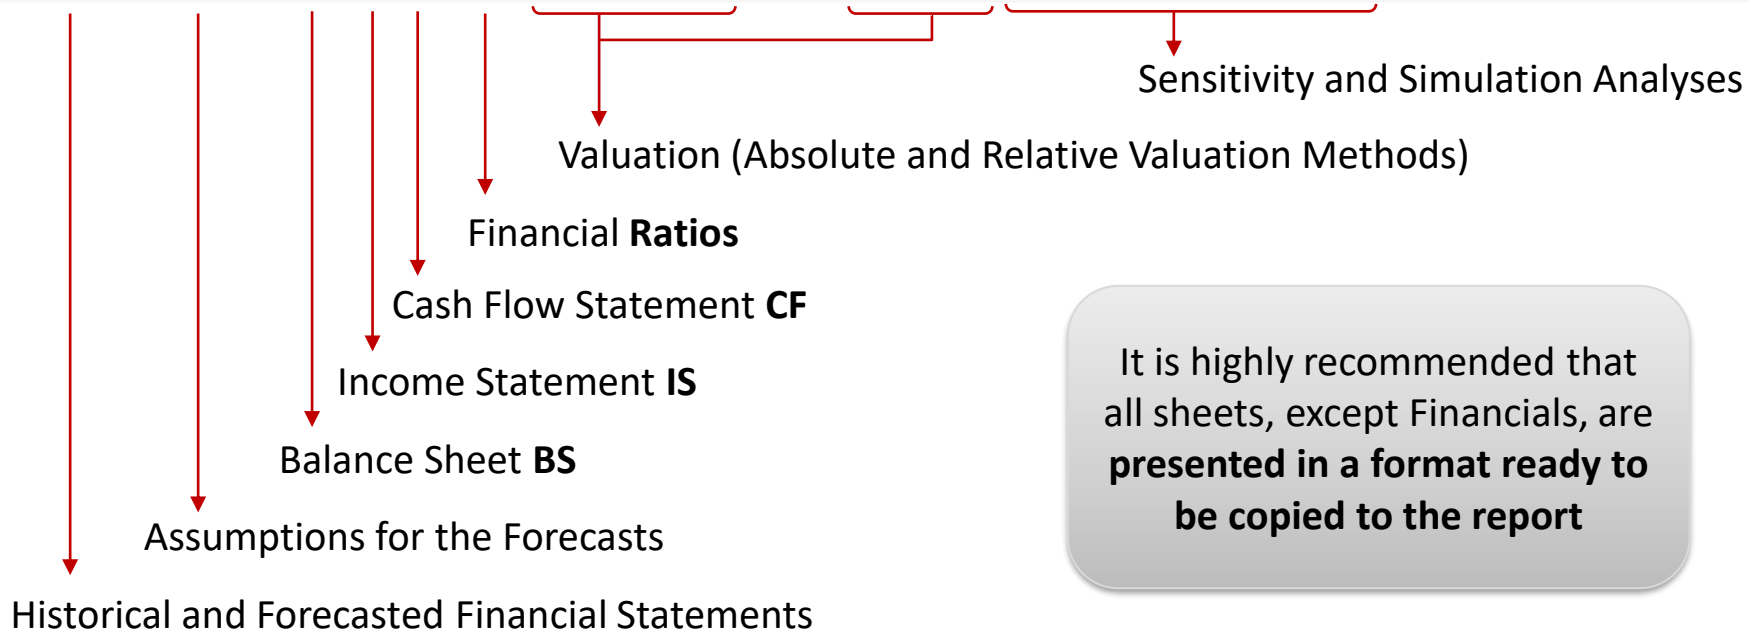 Sensitivity and Simulation Analyses
Valuation (Absolute and Relative Valuation Methods)
Financial Ratios
Cash Flow Statement CF
Income Statement IS
Balance Sheet BS
Assumptions for the Forecasts
Historical and Forecasted Financial Statements
It is highly recommended that
all sheets, except Financials, are
presented in a format ready to
be copied to the report